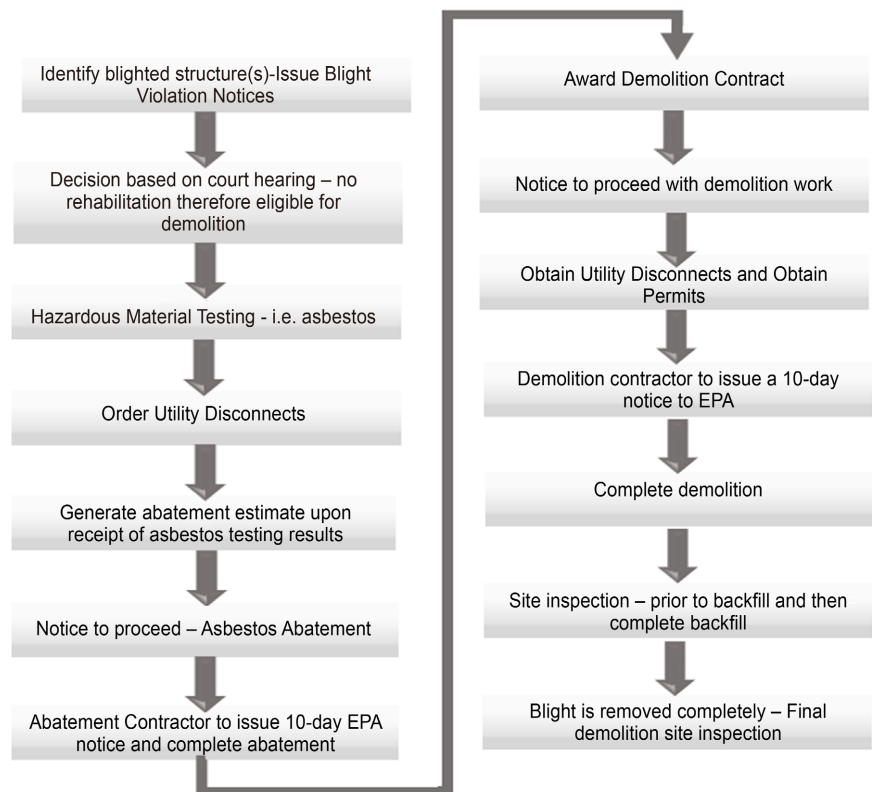 Identify blighted structure(s)-Issue Blight
Violation Notices
Decision based on court hearing – no
rehabilitation therefore eligible for
demolition
Hazardous Material Testing - i.e. asbestos
Order Utility Disconnects
Generate abatement estimate upon
receipt of asbestos testing results
Notice to proceed – Asbestos Abatement
Abatement Contractor to issue 10-day EPA
notice and complete abatement
Award Demolition Contract
Notice to proceed with demolition work
Obtain Utility Disconnects and Obtain
Permits
Demolition contractor to issue a 10-day
notice to EPA
Complete demolition
Site inspection – prior to backfill and then
complete backfill
Blight is removed completely – Final
demolition site inspection